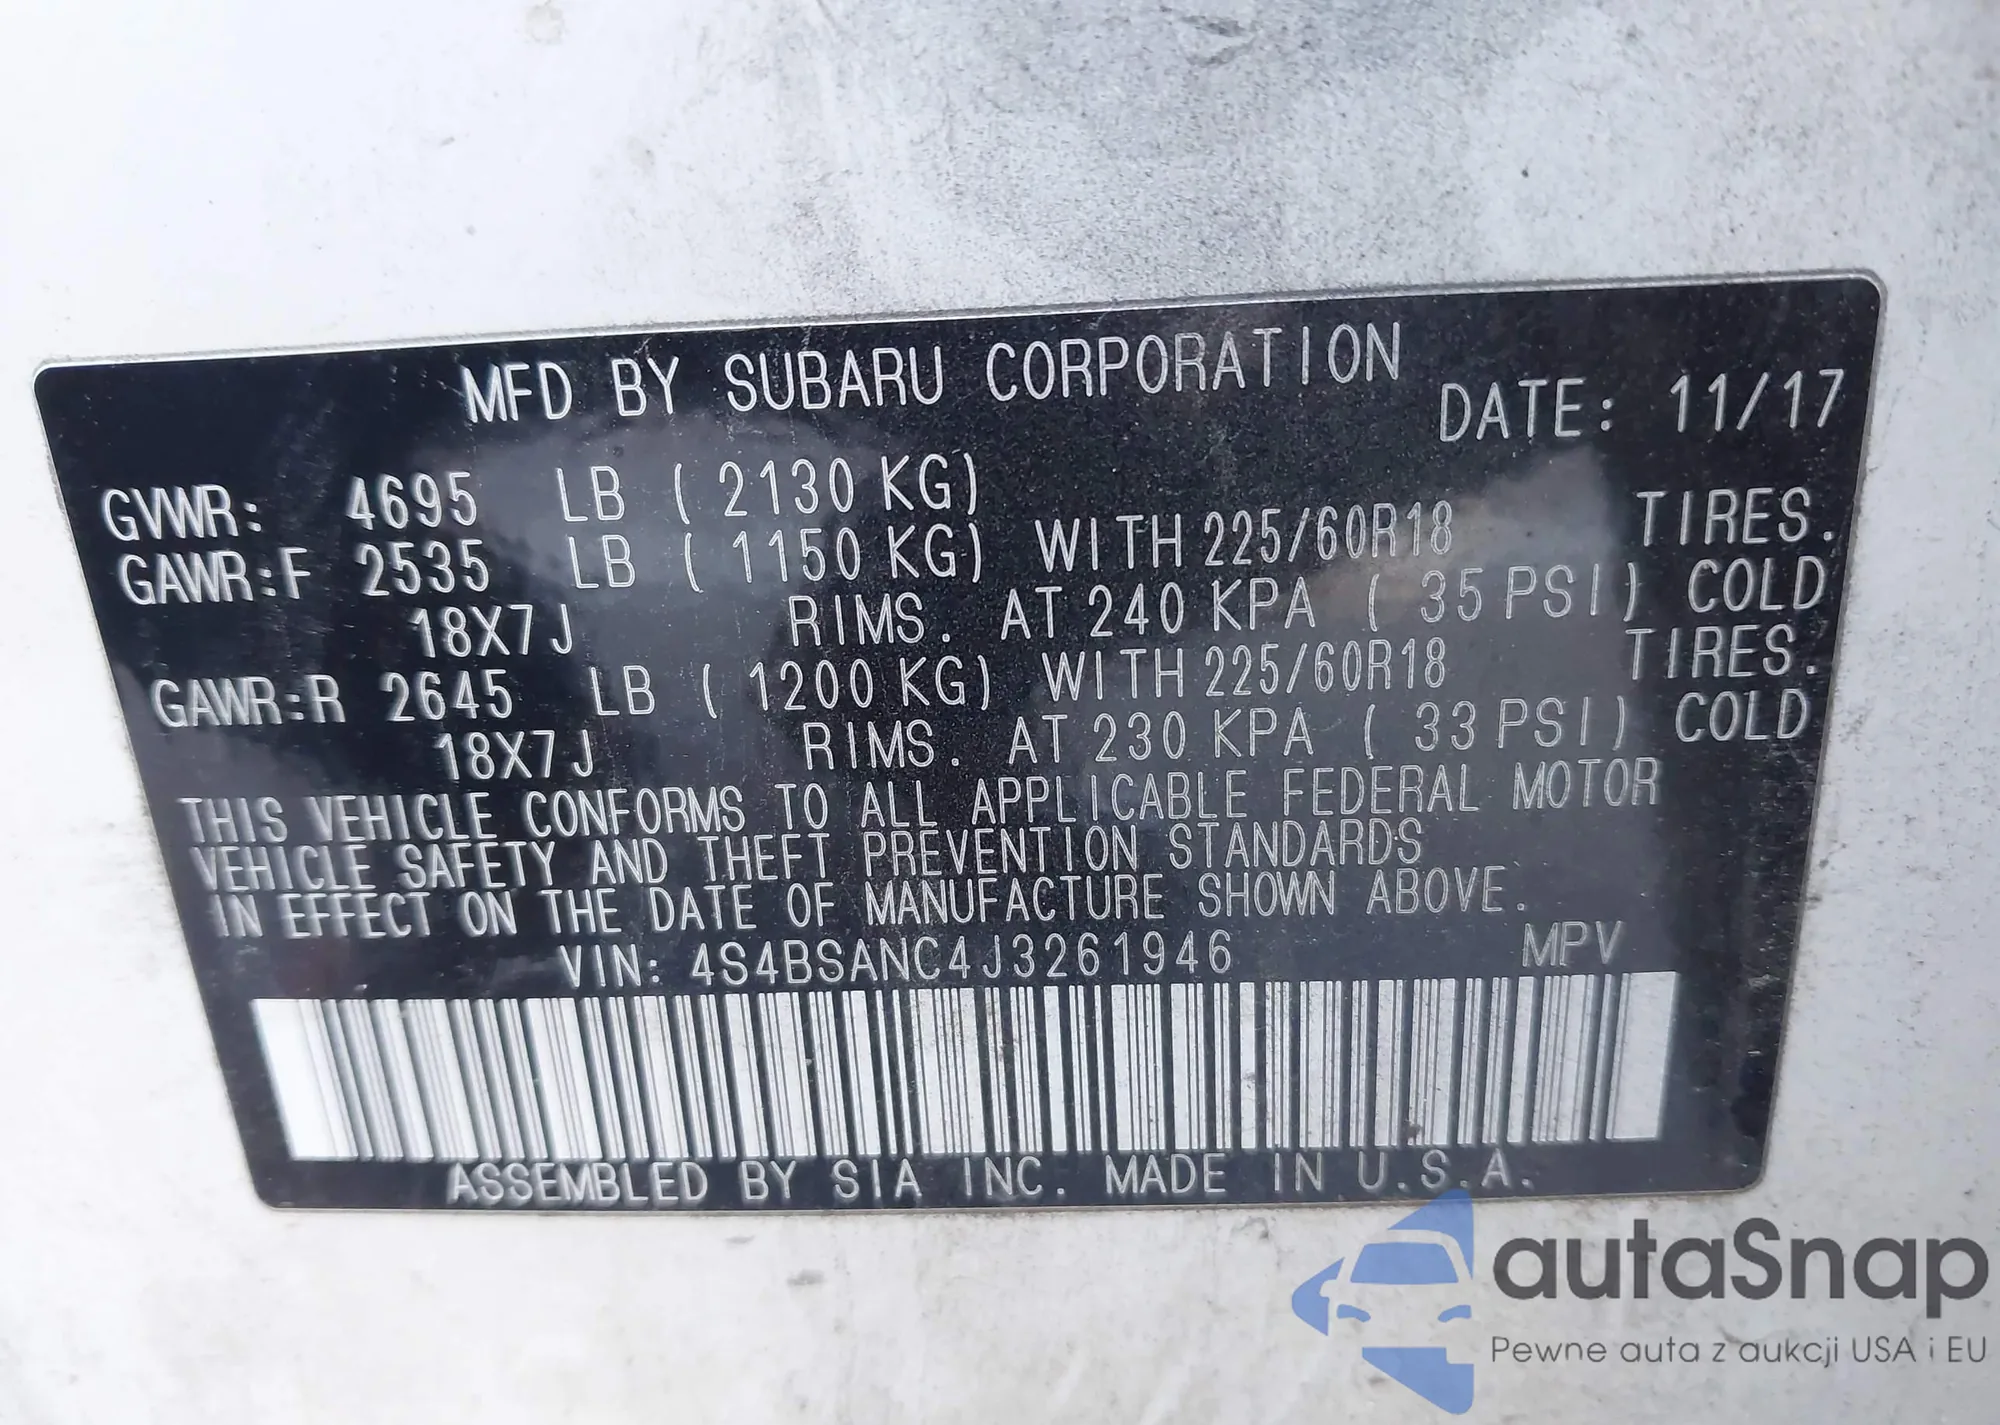 MFD BY SUBARU CORPORATION
DATE: 11/17
GVWR: 4695 LB ( 2130 KG)
GAWR:F 2535 LB ( 1150 KG) WITH 225/60R18 TIRES.
18X7J RIMS. AT 240 KPA ( 35 PSI) COLD
GAWR:R 2645 LB ( 1200 KG) WITH 225/60R18 TIRES.
18X7J RIMS. AT 230 KPA ( 33 PSI) COLD
THIS VEHICLE CONFORMS TO ALL APPLICABLE FEDERAL MOTOR
VEHICLE SAFETY AND THEFT PREVENTION STANDARDS
IN EFFECT ON THE DATE OF MANUFACTURE SHOWN ABOVE.
VIN: 4S4BSANC4J3261946 MPV
ASSEMBLED BY SIA INC. MADE IN U.S.A.
autaSnap
Pewne auta z aukcji USA i EU